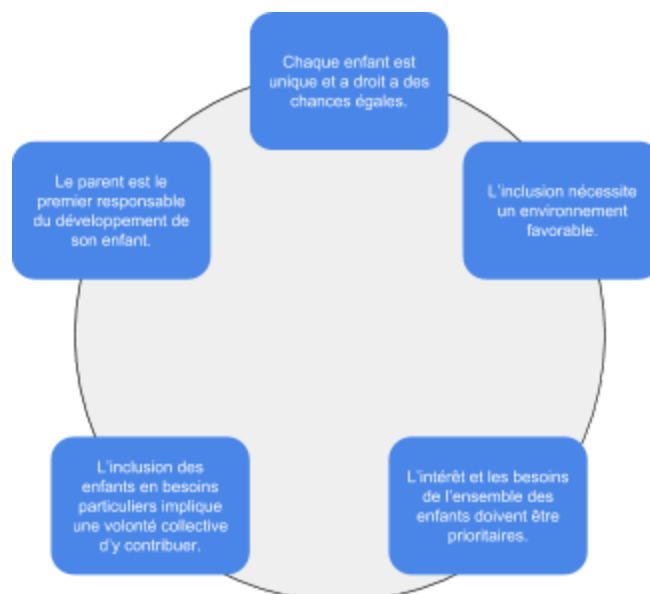 Chaque enfant est
unique et a droit a des
chances égales.
L'inclusion nécessite
un environnement
favorable.
L'intérêt et les besoins
de l'ensemble des
enfants doivent être
prioritaires.
L'inclusion des
enfants en besoins
particuliers implique
une volonté collective
d'y contribuer.
Le parent est le
premier responsable
du développement de
son enfant.